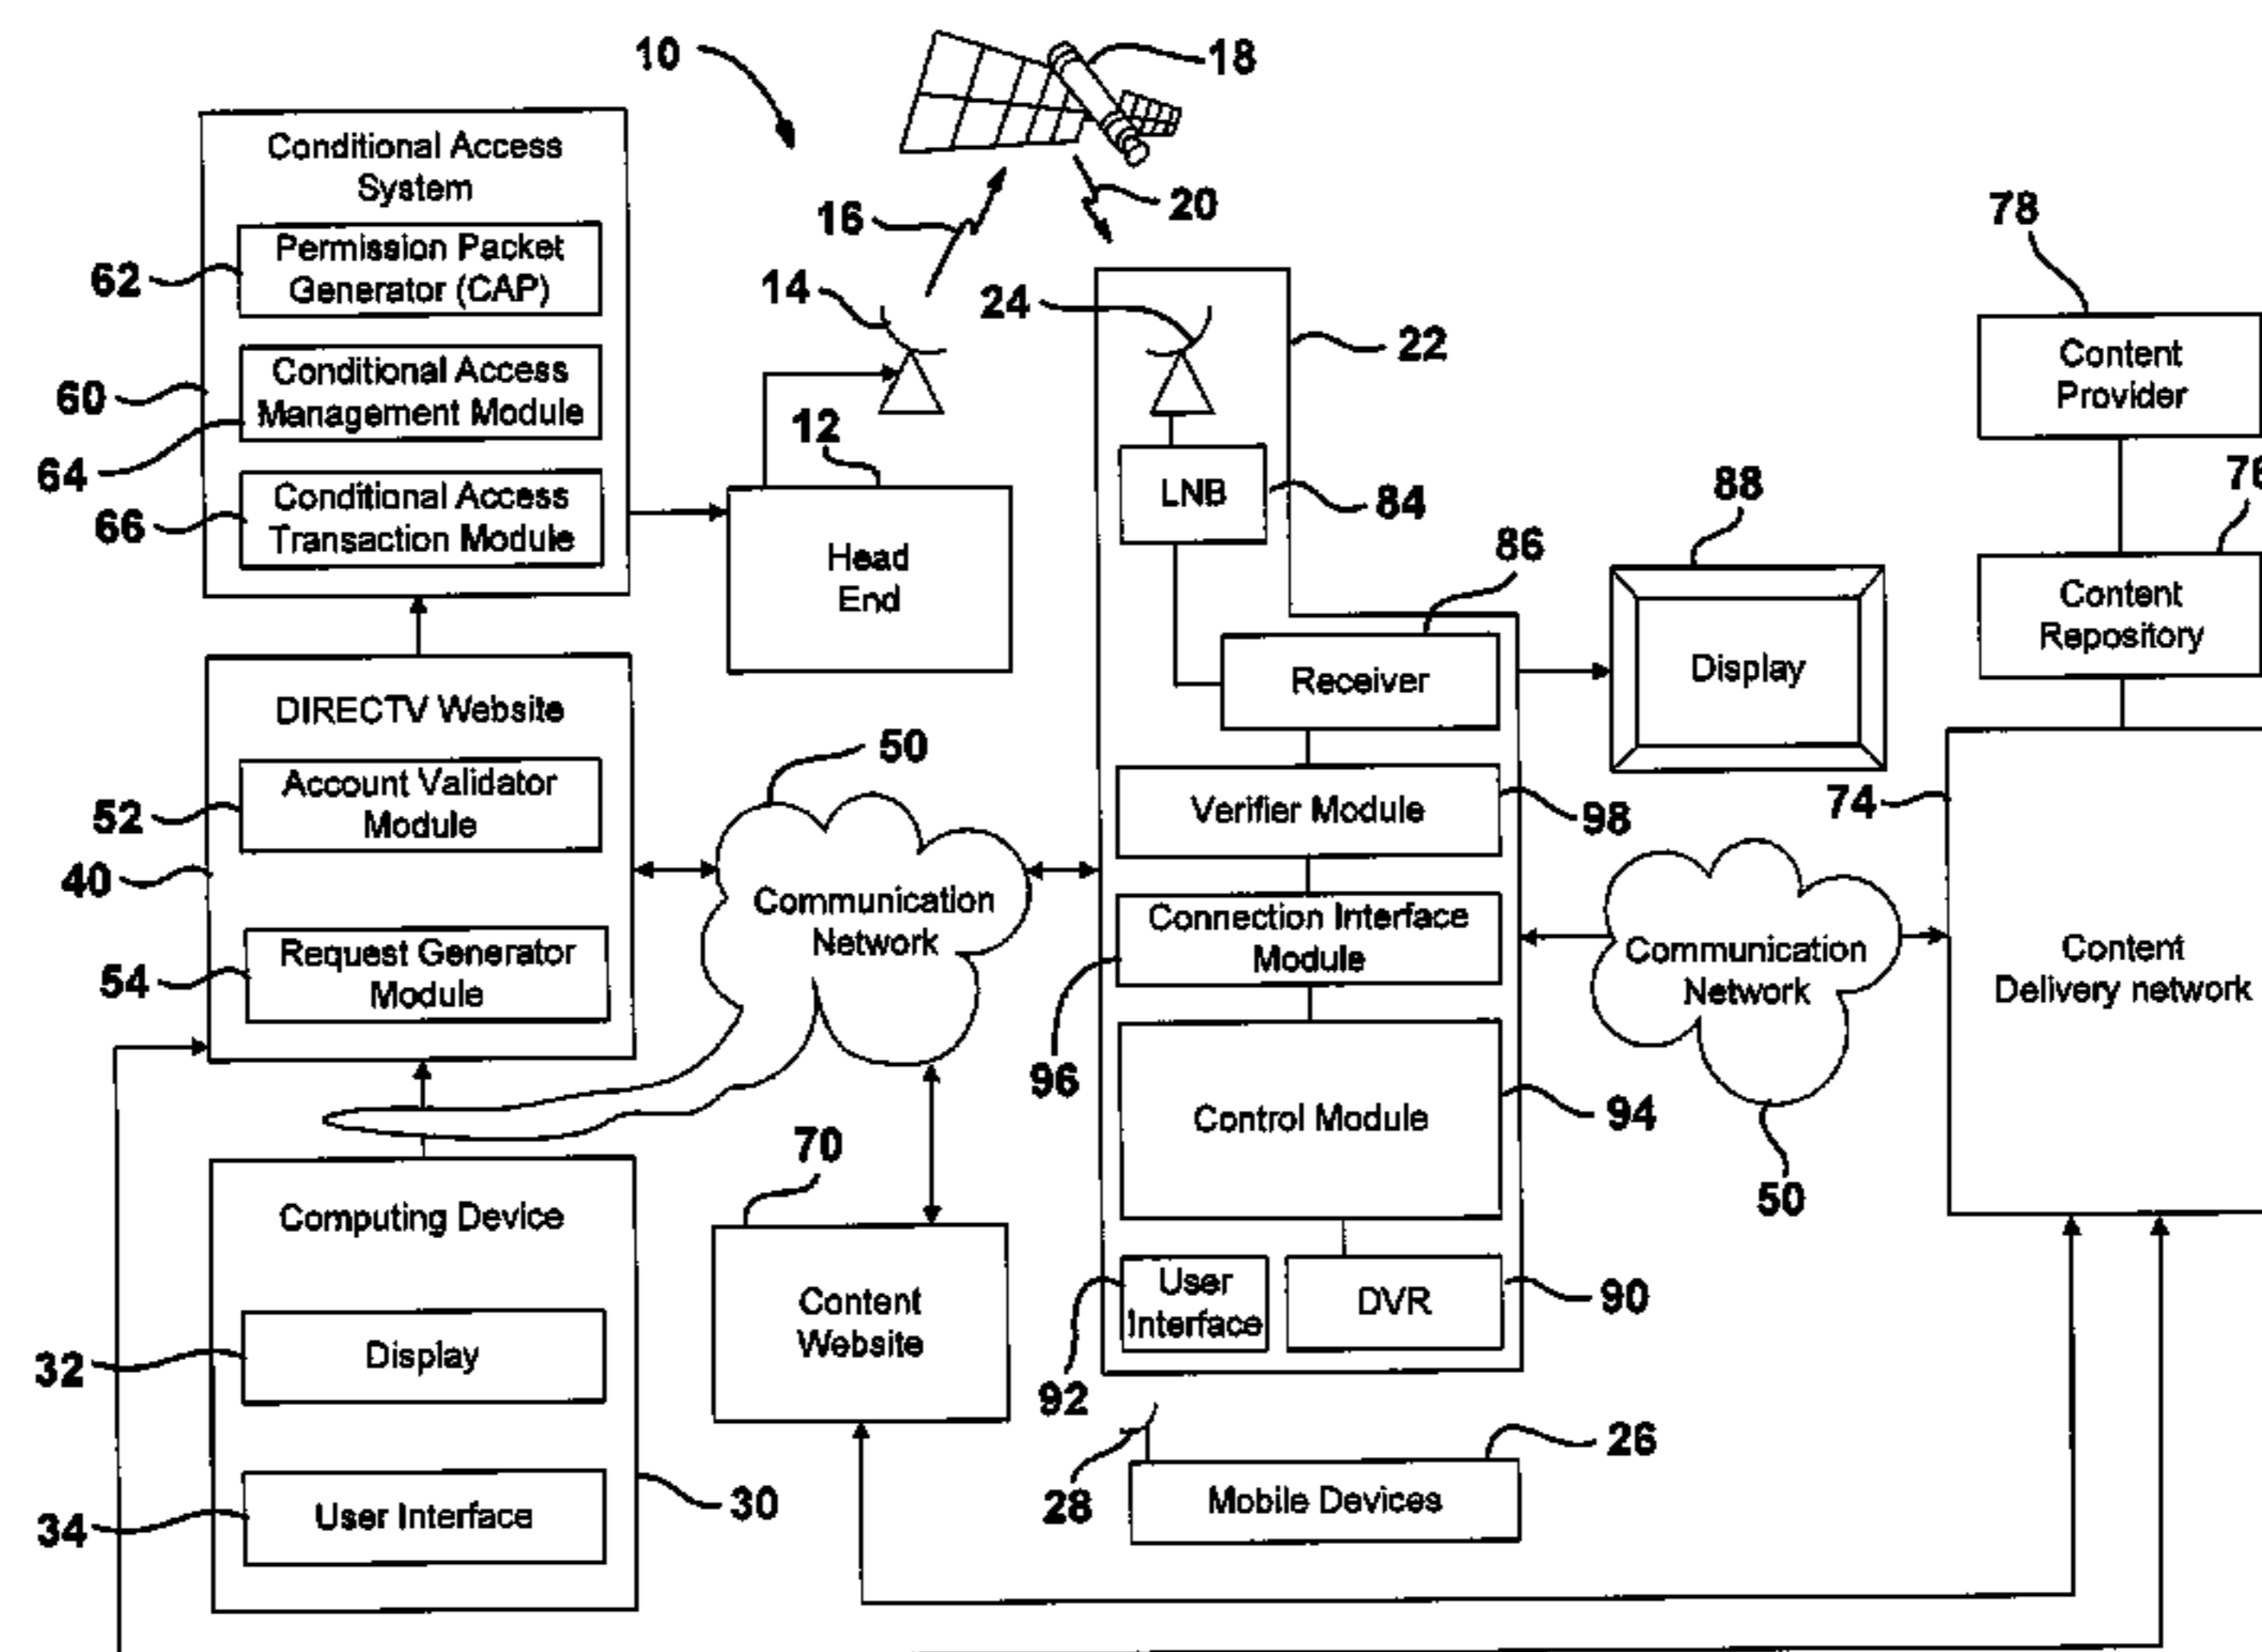 10
18
Conditional Access
System
16
20
78
62
Permission Packet
Generator (CAP)
14
24
22
Content
Provider
60
Conditional Access
Management Module
12
64
LNB
84
88
76
66
Conditional Access
Transaction Module
Head
End
86
Content
Repository
Receiver
Display
DIRECTV Website
50
52
Account Validator
Module
Verifier Module
98
74
40
Communication
Network
Connection Interface
Module
Communication
Network
Content
Delivery network
54
Request Generator
Module
96
Control Module
94
50
70
Computing Device
Content
Website
User
Interface
DVR
90
32
Display
92
26
28
Mobile Devices
34
User Interface
30